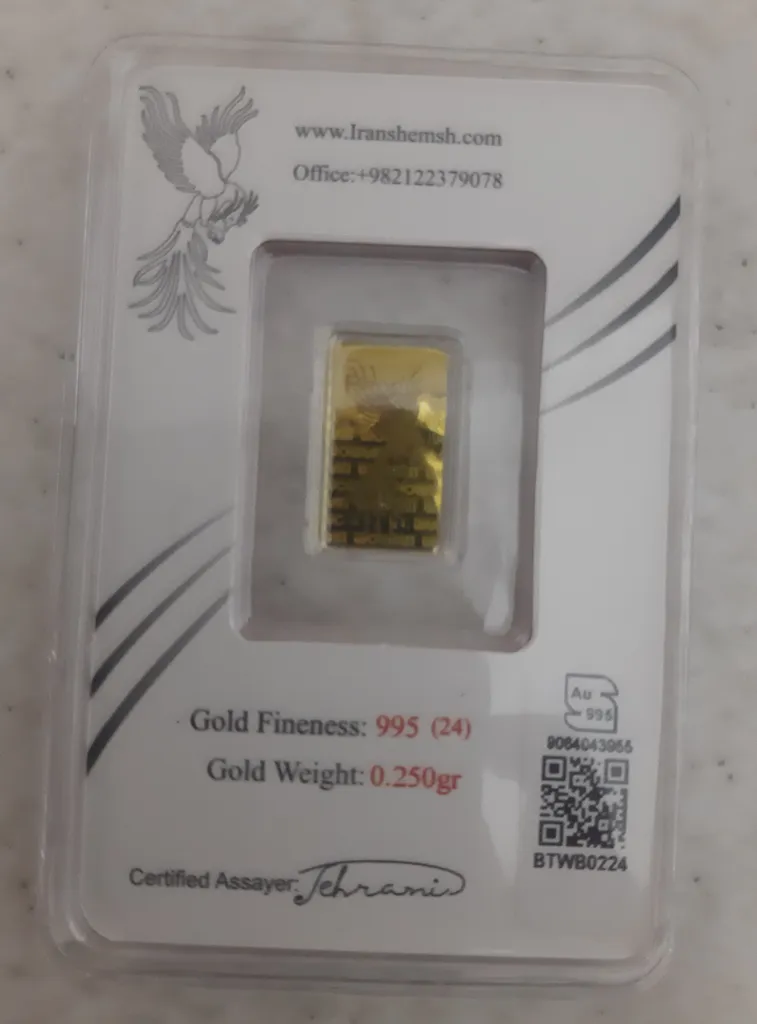 www.Iranshemsh.com
Office:+982122379078
Gold Fineness: 995 (24)
Gold Weight: 0.250gr
Au
995
9064043955
BTWB0224
Certified Assayer: Tehrani